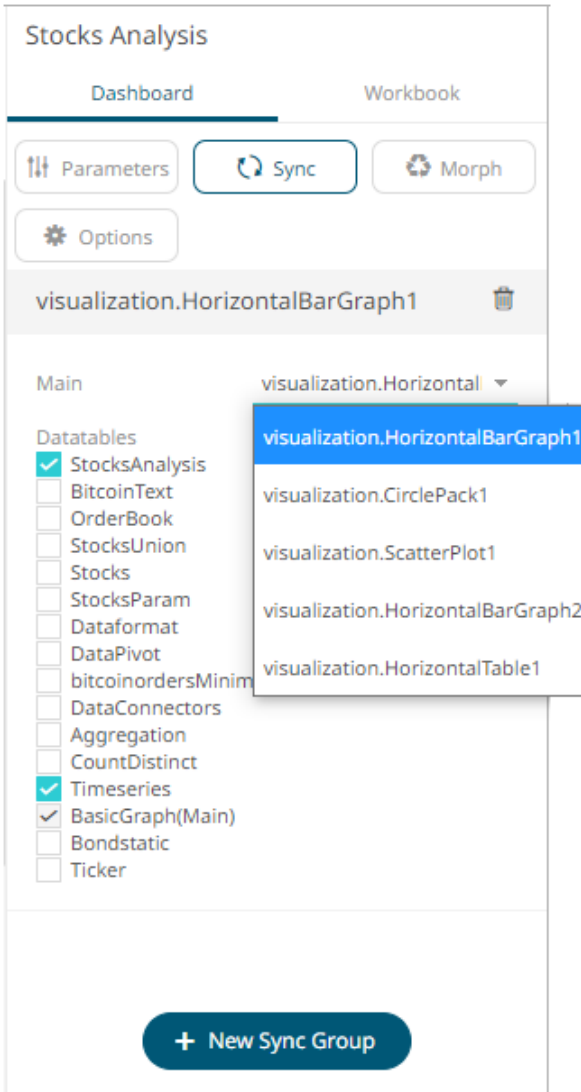 Stocks Analysis
Dashboard Workbook
Parameters Sync Morph
Options
visualization.HorizontalBarGraph1
Main visualization.Horizontal
visualization.HorizontalBarGraph1
visualization.CirclePack1
visualization.ScatterPlot1
visualization.HorizontalBarGraph2
visualization.HorizontalTable1
Datatables
StocksAnalysis
BitcoinText
OrderBook
StocksUnion
Stocks
StocksParam
Dataformat
DataPivot
bitcoinordersMinim
DataConnectors
Aggregation
CountDistinct
Timeseries
BasicGraph(Main)
Bondstatic
Ticker
+ New Sync Group